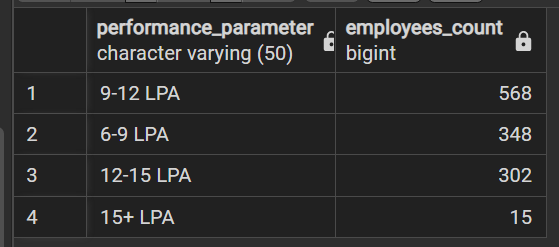 performance_parameter employees_count
character varying (50) bigint
1 9-12 LPA 568
2 6-9 LPA 348
3 12-15 LPA 302
4 15+ LPA 15